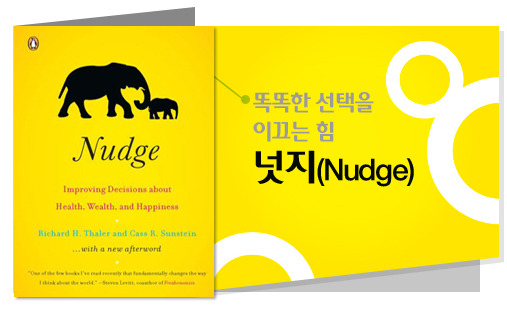 Nudge
Improving Decisions about
Health, Wealth, and Happiness
Richard H. Thaler and Cass R. Sunstein
...with a new afterword
"One of the few books I've read recently that fundamentally changes the way
I think about the world." –Steven Levitt, coauthor of Freakonomics
똑똑한 선택을
이끄는 힘
넛지(Nudge)